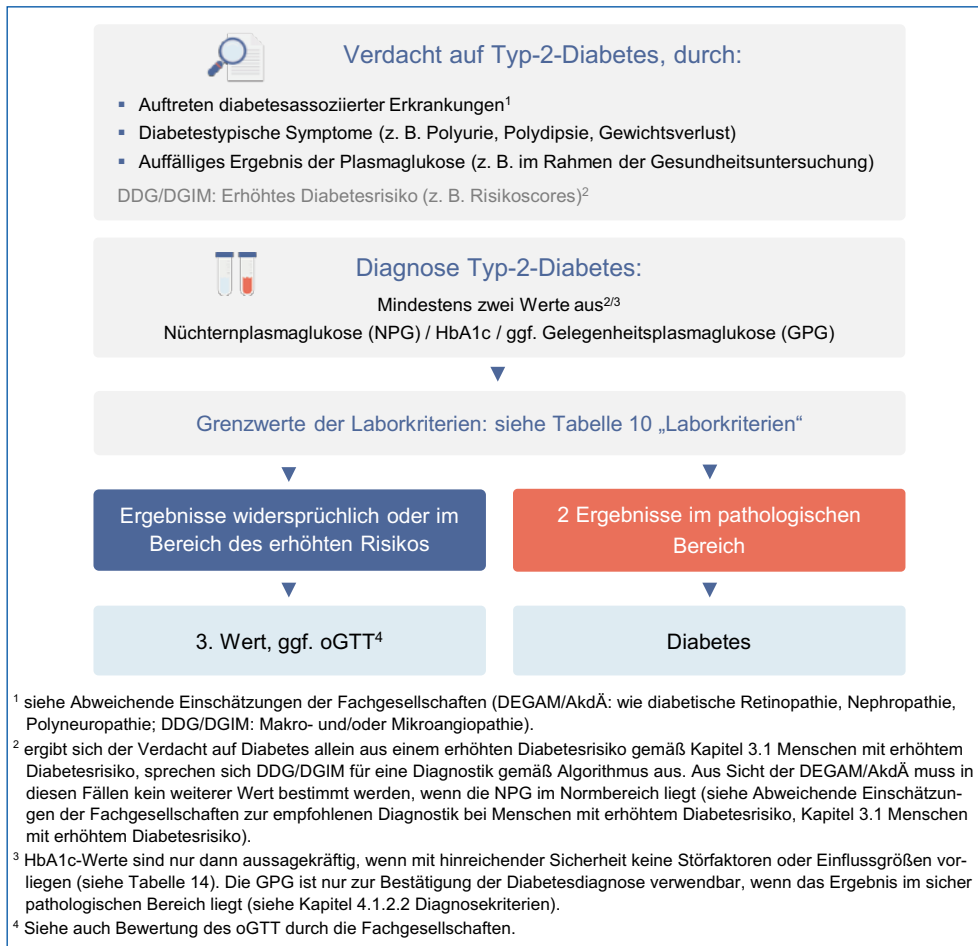 Verdacht auf Typ-2-Diabetes, durch:
▪ Auftreten diabetesassoziierter Erkrankungen¹
▪ Diabetestypische Symptome (z. B. Polyurie, Polydipsie, Gewichtsverlust)
▪ Auffälliges Ergebnis der Plasmaglukose (z. B. im Rahmen der Gesundheitsuntersuchung)
DDG/DGIM: Erhöhtes Diabetesrisiko (z. B. Risikoscores)²
Diagnose Typ-2-Diabetes:
Mindestens zwei Werte aus²/³
Nüchternplasmaglukose (NPG) / HbA1c / ggf. Gelegenheitsplasmaglukose (GPG)
Grenzwerte der Laborkriterien: siehe Tabelle 10 „Laborkriterien“
Ergebnisse widersprüchlich oder im
Bereich des erhöhten Risikos
2 Ergebnisse im pathologischen
Bereich
3. Wert, ggf. oGTT⁴
Diabetes
¹ siehe Abweichende Einschätzungen der Fachgesellschaften (DEGAM/AkdÄ: wie diabetische Retinopathie, Nephropathie,
Polyneuropathie; DDG/DGIM: Makro- und/oder Mikroangiopathie).
² ergibt sich der Verdacht auf Diabetes allein aus einem erhöhten Diabetesrisiko gemäß Kapitel 3.1 Menschen mit erhöhtem
Diabetesrisiko, sprechen sich DDG/DGIM für eine Diagnostik gemäß Algorithmus aus. Aus Sicht der DEGAM/AkdÄ muss in
diesen Fällen kein weiterer Wert bestimmt werden, wenn die NPG im Normbereich liegt (siehe Abweichende Einschätzun-
gen der Fachgesellschaften zur empfohlenen Diagnostik bei Menschen mit erhöhtem Diabetesrisiko, Kapitel 3.1 Menschen
mit erhöhtem Diabetesrisiko).
³ HbA1c-Werte sind nur dann aussagekräftig, wenn mit hinreichender Sicherheit keine Störfaktoren oder Einflussgrößen vor-
liegen (siehe Tabelle 14). Die GPG ist nur zur Bestätigung der Diabetesdiagnose verwendbar, wenn das Ergebnis im sicher
pathologischen Bereich liegt (siehe Kapitel 4.1.2.2 Diagnosekriterien).
⁴ Siehe auch Bewertung des oGTT durch die Fachgesellschaften.